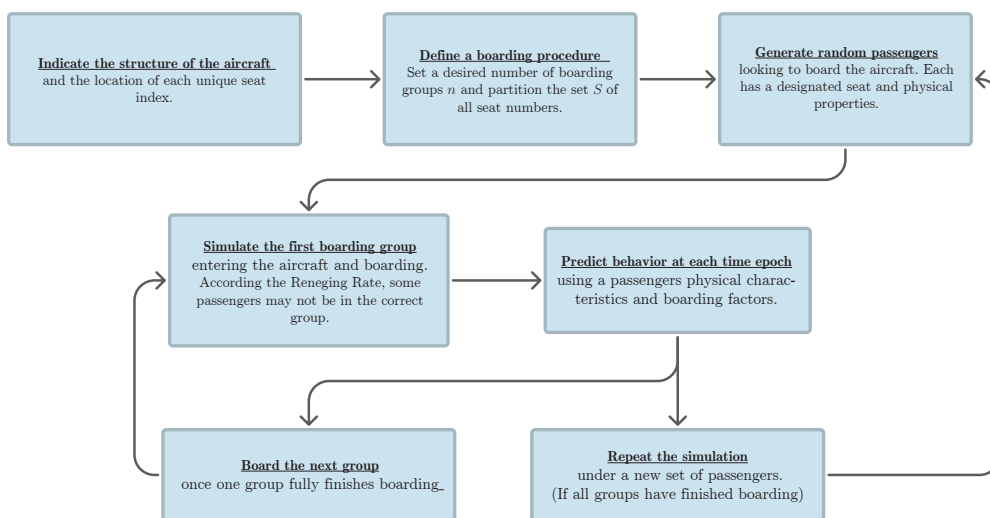 Indicate the structure of the aircraft
and the location of each unique seat
index.
Define a boarding procedure
Set a desired number of boarding
groups n and partition the set S of
all seat numbers.
Generate random passengers
looking to board the aircraft. Each
has a designated seat and physical
properties.
Simulate the first boarding group
entering the aircraft and boarding.
According the Reneging Rate, some
passengers may not be in the correct
group.
Predict behavior at each time epoch
using a passengers physical charac-
teristics and boarding factors.
Board the next group
once one group fully finishes boarding
Repeat the simulation
under a new set of passengers.
(If all groups have finished boarding)